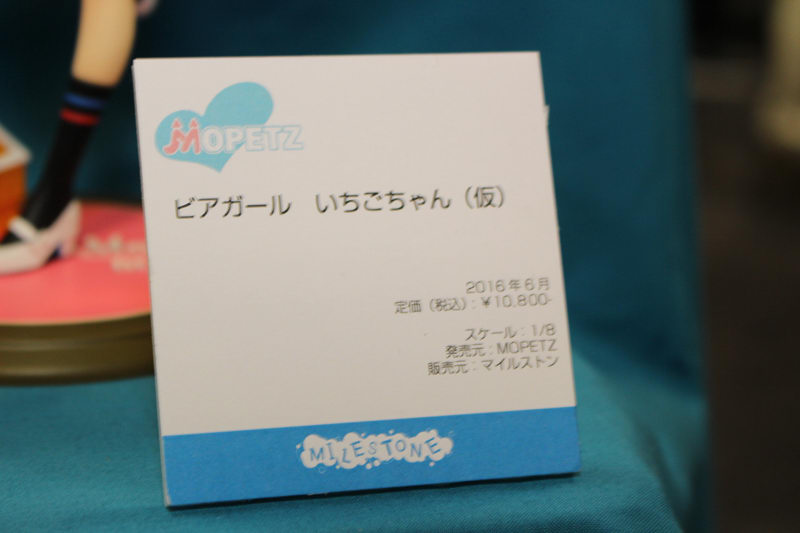 MOPETZ
ビアガール　いちごちゃん（仮）
2016年6月
定価（税込）：￥10,800-
スケール：1/8
発売元：MOPETZ
販売元：マイルストン
MILESTONE